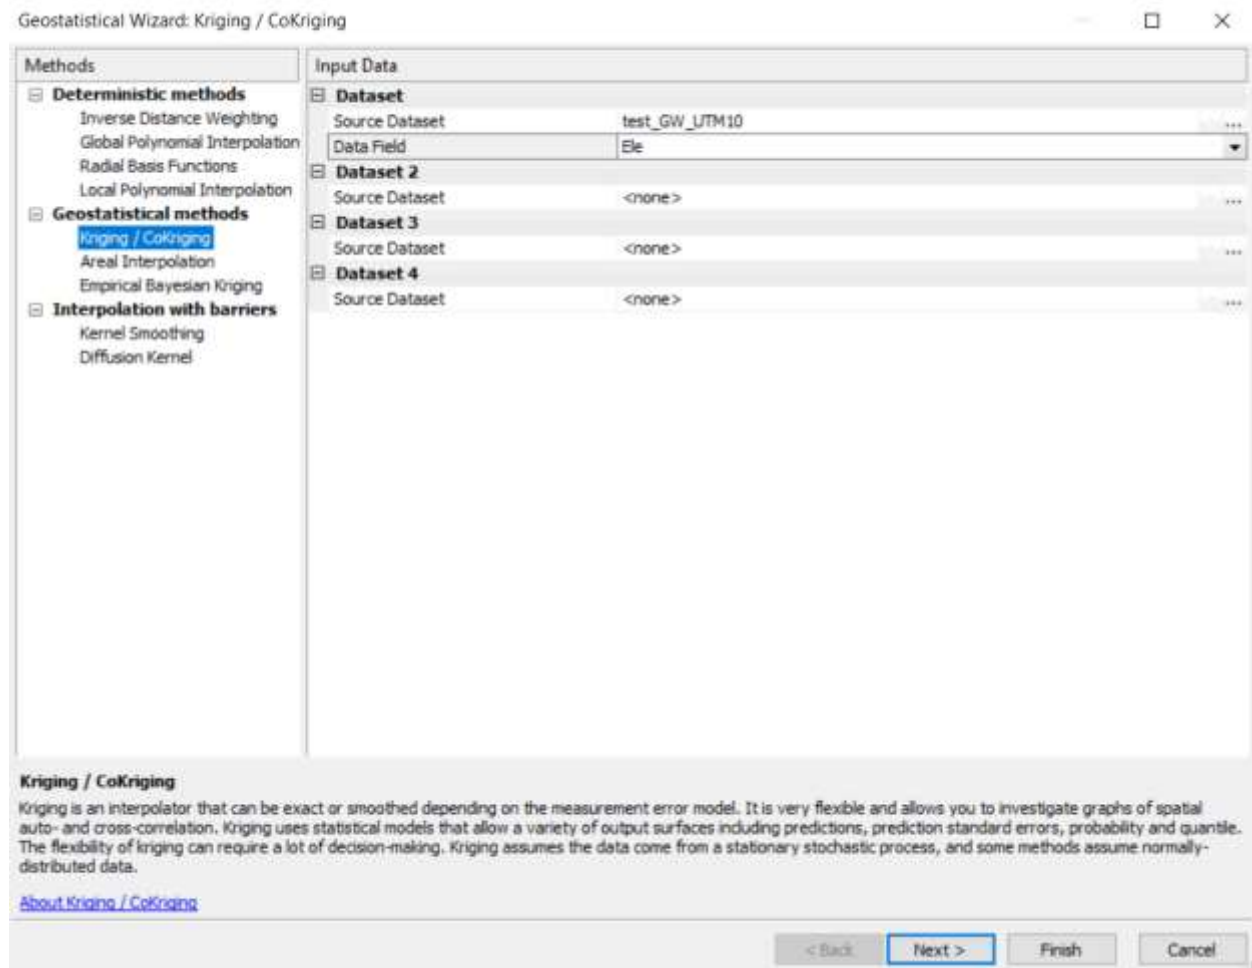 Geostatistical Wizard: Kriging / CoKriging
Methods
Deterministic methods
Inverse Distance Weighting
Global Polynomial Interpolation
Radial Basis Functions
Local Polynomial Interpolation
Geostatistical methods
Kriging / CoKriging
Areal Interpolation
Empirical Bayesian Kriging
Interpolation with barriers
Kernel Smoothing
Diffusion Kernel
Input Data
Dataset
Source Dataset test_GW_UTM10 ...
Data Field Ele
Dataset 2
Source Dataset <none> ...
Dataset 3
Source Dataset <none> ...
Dataset 4
Source Dataset <none> ...
Kriging / CoKriging
Kriging is an interpolator that can be exact or smoothed depending on the measurement error model. It is very flexible and allows you to investigate graphs of spatial
auto- and cross-correlation. Kriging uses statistical models that allow a variety of output surfaces including predictions, prediction standard errors, probability and quantile.
The flexibility of kriging can require a lot of decision-making. Kriging assumes the data come from a stationary stochastic process, and some methods assume normally-
distributed data.
About Kriging / CoKriging
< Back Next > Finish Cancel